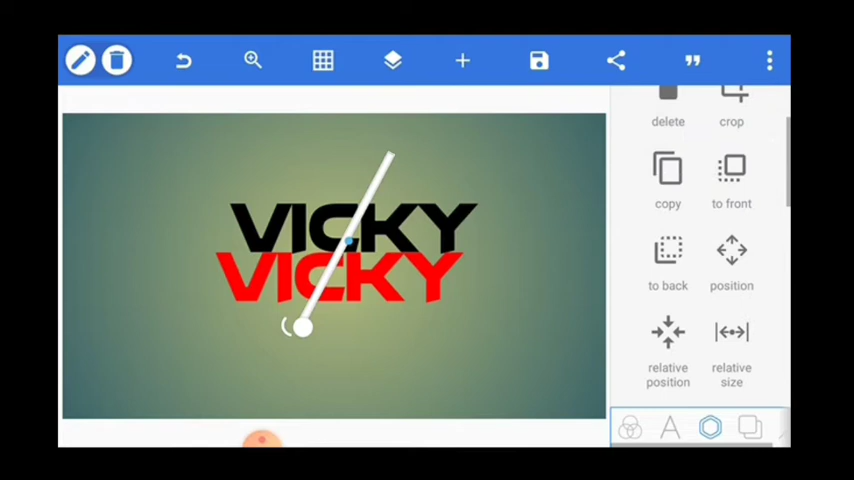 delete crop
copy to front
VICKY
VICKY
to back position
relative position relative size